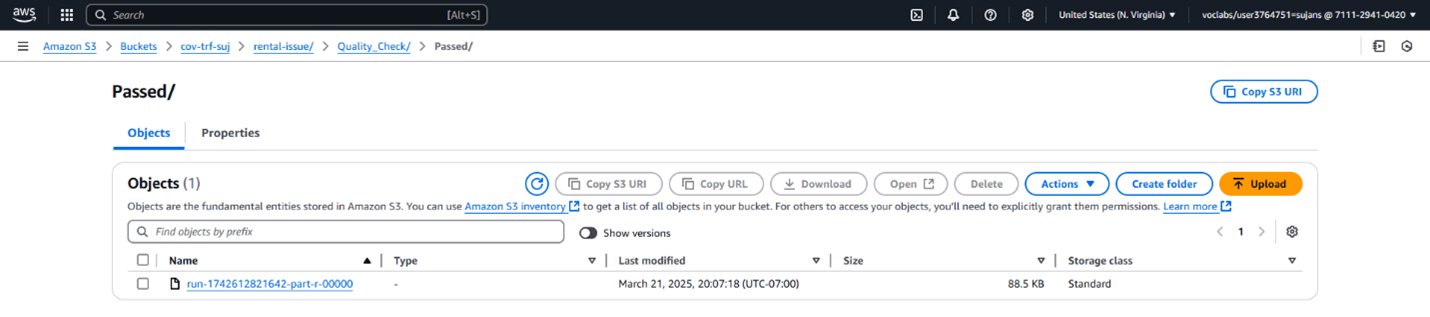 aws Search [Alt+S] United States (N. Virginia) ▼ voclabs/user3764751=sujans @ 7111-2941-0420 ▼
Amazon S3 > Buckets > cov-trf-suj > rental-issue/ > Quality_Check/ > Passed/
Passed/ Copy S3 URI
Objects Properties
Objects (1) Copy S3 URI Copy URL Download Open Delete Actions ▼ Create folder Upload
Objects are the fundamental entities stored in Amazon S3. You can use Amazon S3 inventory to get a list of all objects in your bucket. For others to access your objects, you'll need to explicitly grant them permissions. Learn more
Find objects by prefix Show versions < 1 >
Name Type Last modified Size Storage class
run-1742612821642-part-r-00000 - March 21, 2025, 20:07:18 (UTC-07:00) 88.5 KB Standard